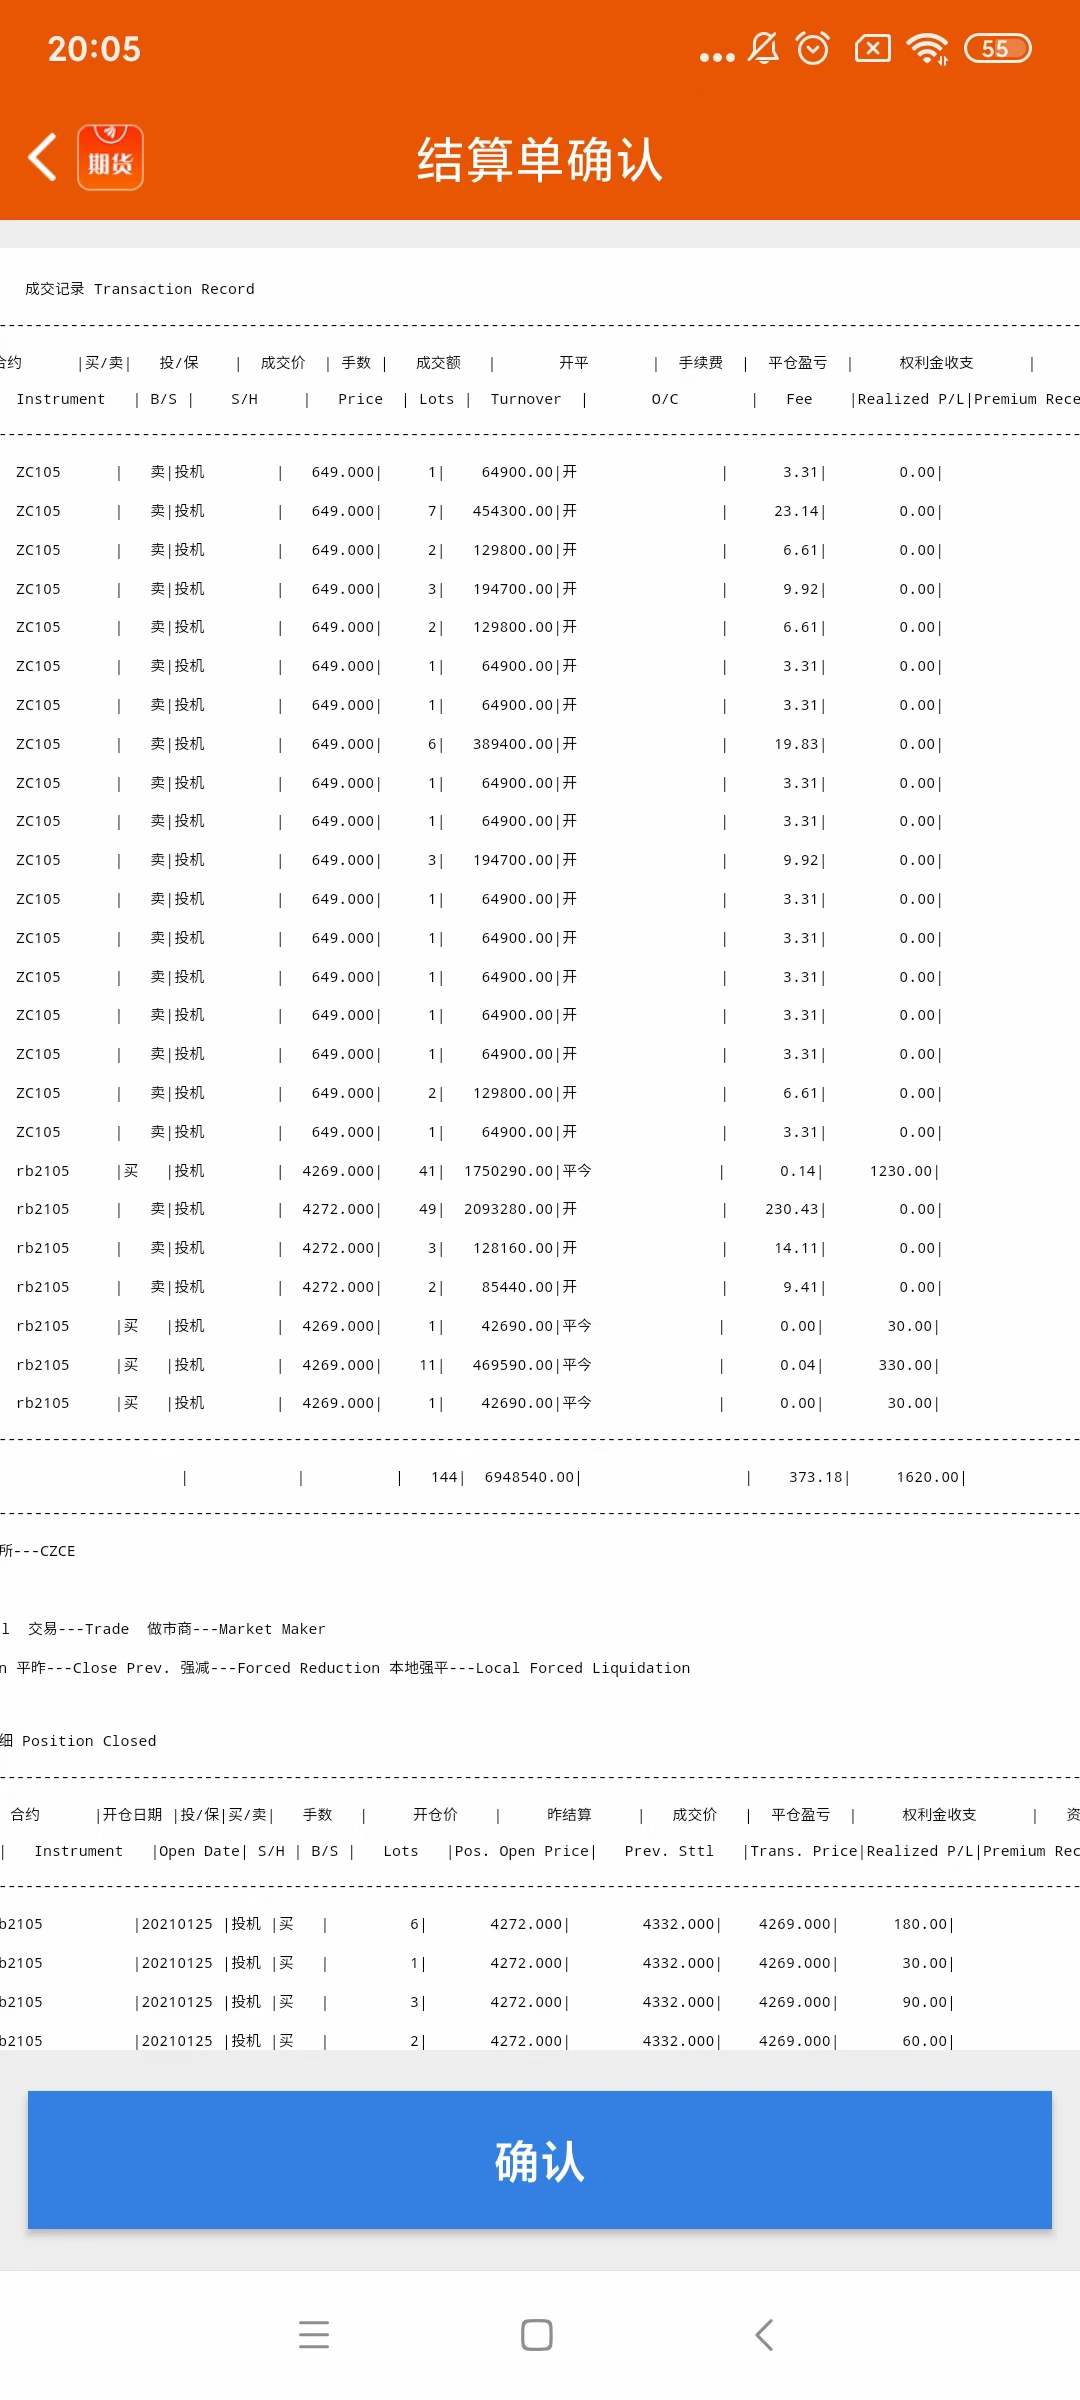 20:05
55
期货
结算单确认
成交记录 Transaction Record
合约 |买/卖| 投/保 | 成交价 | 手数 | 成交额 | 开平 | 手续费 | 平仓盈亏 | 权利金收支 |
Instrument | B/S | S/H | Price | Lots | Turnover | O/C | Fee |Realized P/L|Premium Rece
ZC105 | 卖|投机 | 649.000| 1| 64900.00|开 | 3.31| 0.00|
ZC105 | 卖|投机 | 649.000| 7| 454300.00|开 | 23.14| 0.00|
ZC105 | 卖|投机 | 649.000| 2| 129800.00|开 | 6.61| 0.00|
ZC105 | 卖|投机 | 649.000| 3| 194700.00|开 | 9.92| 0.00|
ZC105 | 卖|投机 | 649.000| 2| 129800.00|开 | 6.61| 0.00|
ZC105 | 卖|投机 | 649.000| 1| 64900.00|开 | 3.31| 0.00|
ZC105 | 卖|投机 | 649.000| 1| 64900.00|开 | 3.31| 0.00|
ZC105 | 卖|投机 | 649.000| 6| 389400.00|开 | 19.83| 0.00|
ZC105 | 卖|投机 | 649.000| 1| 64900.00|开 | 3.31| 0.00|
ZC105 | 卖|投机 | 649.000| 1| 64900.00|开 | 3.31| 0.00|
ZC105 | 卖|投机 | 649.000| 3| 194700.00|开 | 9.92| 0.00|
ZC105 | 卖|投机 | 649.000| 1| 64900.00|开 | 3.31| 0.00|
ZC105 | 卖|投机 | 649.000| 1| 64900.00|开 | 3.31| 0.00|
ZC105 | 卖|投机 | 649.000| 1| 64900.00|开 | 3.31| 0.00|
ZC105 | 卖|投机 | 649.000| 1| 64900.00|开 | 3.31| 0.00|
ZC105 | 卖|投机 | 649.000| 1| 64900.00|开 | 3.31| 0.00|
ZC105 | 卖|投机 | 649.000| 2| 129800.00|开 | 6.61| 0.00|
ZC105 | 卖|投机 | 649.000| 1| 64900.00|开 | 3.31| 0.00|
rb2105 |买 |投机 | 4269.000| 41| 1750290.00|平今 | 0.14| 1230.00|
rb2105 | 卖|投机 | 4272.000| 49| 2093280.00|开 | 230.43| 0.00|
rb2105 | 卖|投机 | 4272.000| 3| 128160.00|开 | 14.11| 0.00|
rb2105 | 卖|投机 | 4272.000| 2| 85440.00|开 | 9.41| 0.00|
rb2105 |买 |投机 | 4269.000| 1| 42690.00|平今 | 0.00| 30.00|
rb2105 |买 |投机 | 4269.000| 11| 469590.00|平今 | 0.04| 330.00|
rb2105 |买 |投机 | 4269.000| 1| 42690.00|平今 | 0.00| 30.00|
| | | 144| 6948540.00| | 373.18| 1620.00|
所---CZCE
l 交易---Trade 做市商---Market Maker
n 平昨---Close Prev. 强减---Forced Reduction 本地强平---Local Forced Liquidation
细 Position Closed
合约 |开仓日期 |投/保|买/卖| 手数 | 开仓价 | 昨结算 | 成交价 | 平仓盈亏 | 权利金收支 | 资
| Instrument |Open Date| S/H | B/S | Lots |Pos. Open Price| Prev. Sttl |Trans. Price|Realized P/L|Premium Rec
b2105 |20210125 |投机 |买 | 6| 4272.000| 4332.000| 4269.000| 180.00|
b2105 |20210125 |投机 |买 | 1| 4272.000| 4332.000| 4269.000| 30.00|
b2105 |20210125 |投机 |买 | 3| 4272.000| 4332.000| 4269.000| 90.00|
b2105 |20210125 |投机 |买 | 2| 4272.000| 4332.000| 4269.000| 60.00|
确认